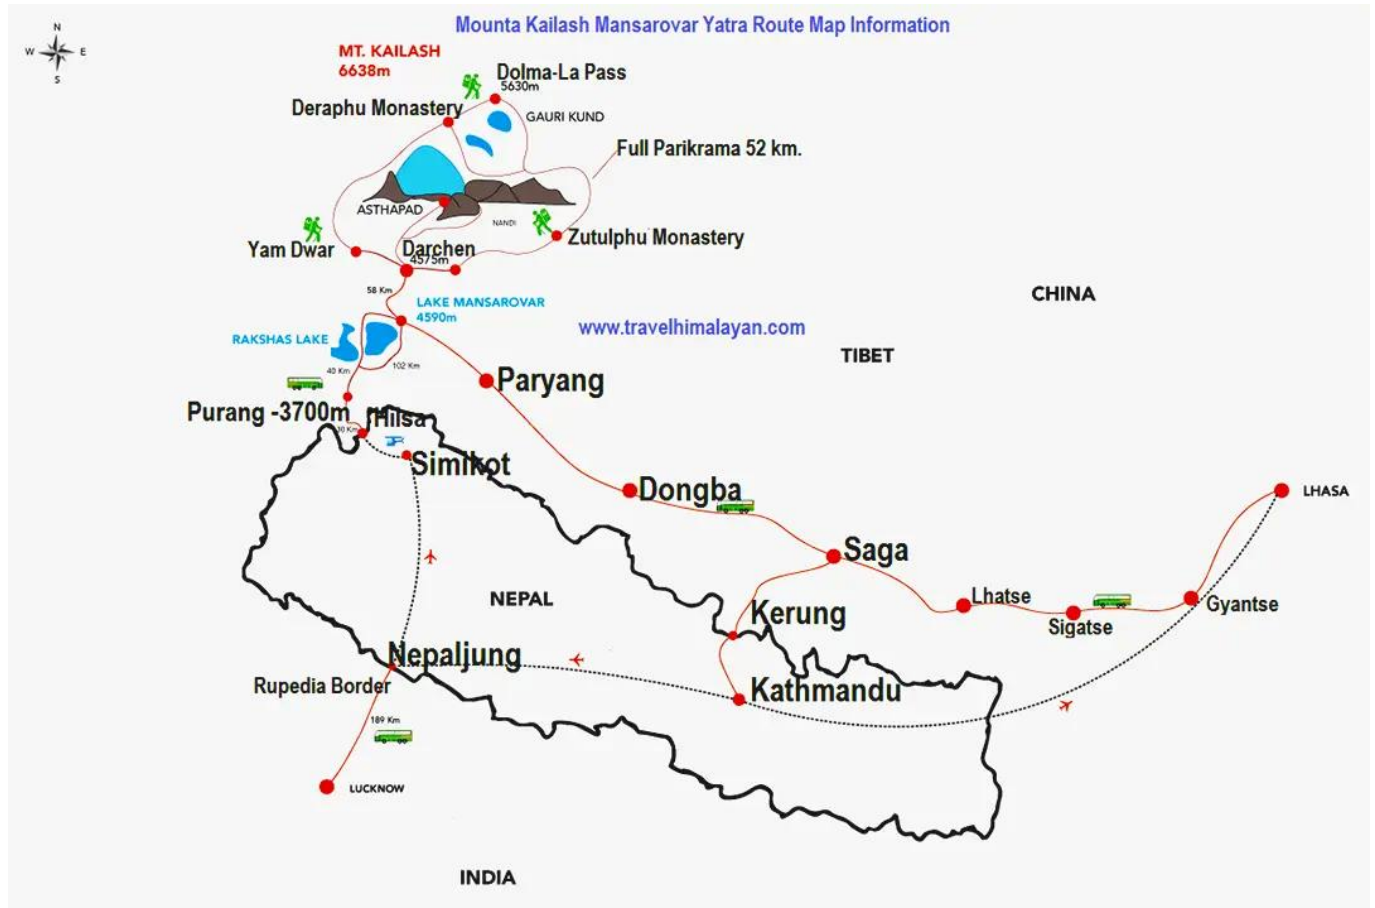 Mounta Kailash Mansarovar Yatra Route Map Information
N
W
E
S
MT. KAILASH
6638m
Dolma-La Pass
5630m
Deraphu Monastery
GAURI KUND
Full Parikrama 52 km.
ASTHAPAD
NANDI
Yam Dwar
Darchen
4575m
Zutulphu Monastery
58 Km
LAKE MANSAROVAR
4590m
CHINA
www.travelhimalayan.com
RAKSHAS LAKE
TIBET
40 Km
102 Km
Paryang
Purang -3700m
Hilsa
30 Km
Simikot
Dongba
LHASA
Saga
NEPAL
Lhatse
Kerung
Sigatse
Gyantse
Nepaljung
Rupedia Border
Kathmandu
189 Km
LUCKNOW
INDIA